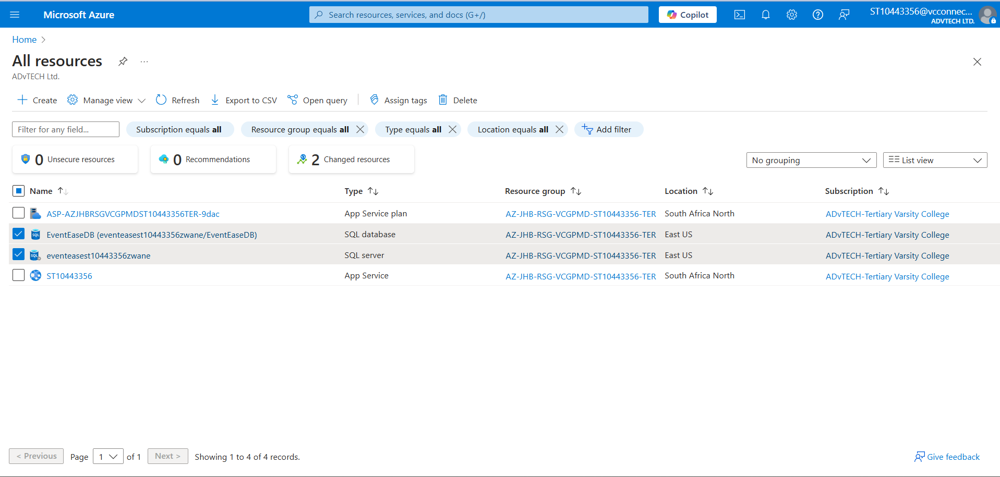 Microsoft Azure
Search resources, services, and docs (G+/)
Copilot
ST10443356@vcconnec...
ADVTECH LTD.
Home
All resources
ADvTECH Ltd.
Create Manage view Refresh Export to CSV Open query Assign tags Delete
Filter for any field... Subscription equals all Resource group equals all Type equals all Location equals all Add filter
0 Unsecure resources 0 Recommendations 2 Changed resources
No grouping List view
Name Type Resource group Location Subscription
ASP-AZJHBRSGVCGPMDST10443356TER-9dac App Service plan AZ-JHB-RSG-VCGPMD-ST10443356-TER South Africa North ADvTECH-Tertiary Varsity College
EventEaseDB (eventeasest10443356zwane/EventEaseDB) SQL database AZ-JHB-RSG-VCGPMD-ST10443356-TER East US ADvTECH-Tertiary Varsity College
eventeasest10443356zwane SQL server AZ-JHB-RSG-VCGPMD-ST10443356-TER East US ADvTECH-Tertiary Varsity College
ST10443356 App Service AZ-JHB-RSG-VCGPMD-ST10443356-TER South Africa North ADvTECH-Tertiary Varsity College
< Previous Page 1 of 1 Next > Showing 1 to 4 of 4 records.
Give feedback